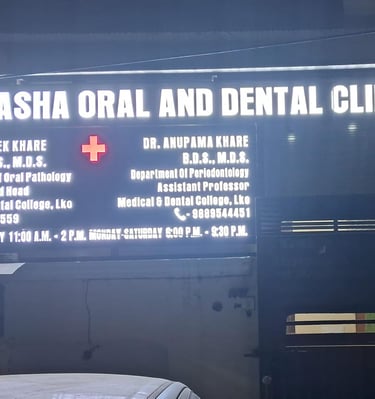 ASHA ORAL AND DENTAL CLI
EK KHARE
S., M.D.S.
f Oral Pathology
d Head
tal College, Lko
559
DR. ANUPAMA KHARE
B.D.S., M.D.S.
Department Of Periodontology
Assistant Professor
Medical & Dental College, Lko
- 9889544451
Y 11:00 A.M. - 2 P.M. MONDAY-SATURDAY 6:00 P.M. - 9:30 P.M.